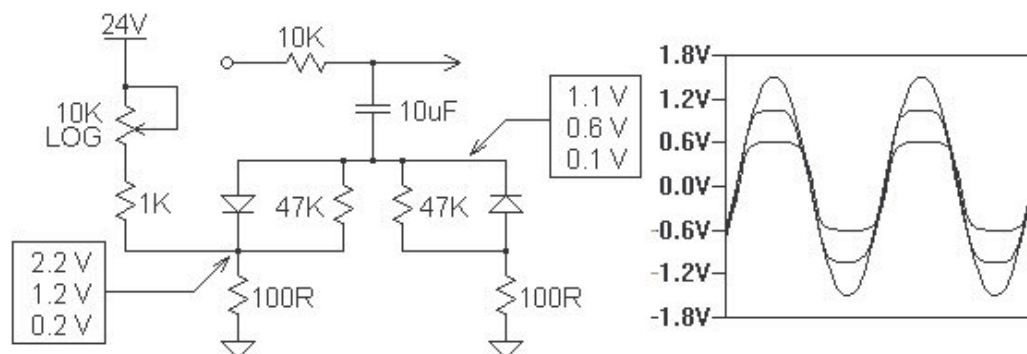 24V
10K
10K
LOG
1K
10uF
47K
47K
100R
100R
2.2 V
1.2 V
0.2 V
1.1 V
0.6 V
0.1 V
1.8V
1.2V
0.6V
0.0V
-0.6V
-1.2V
-1.8V